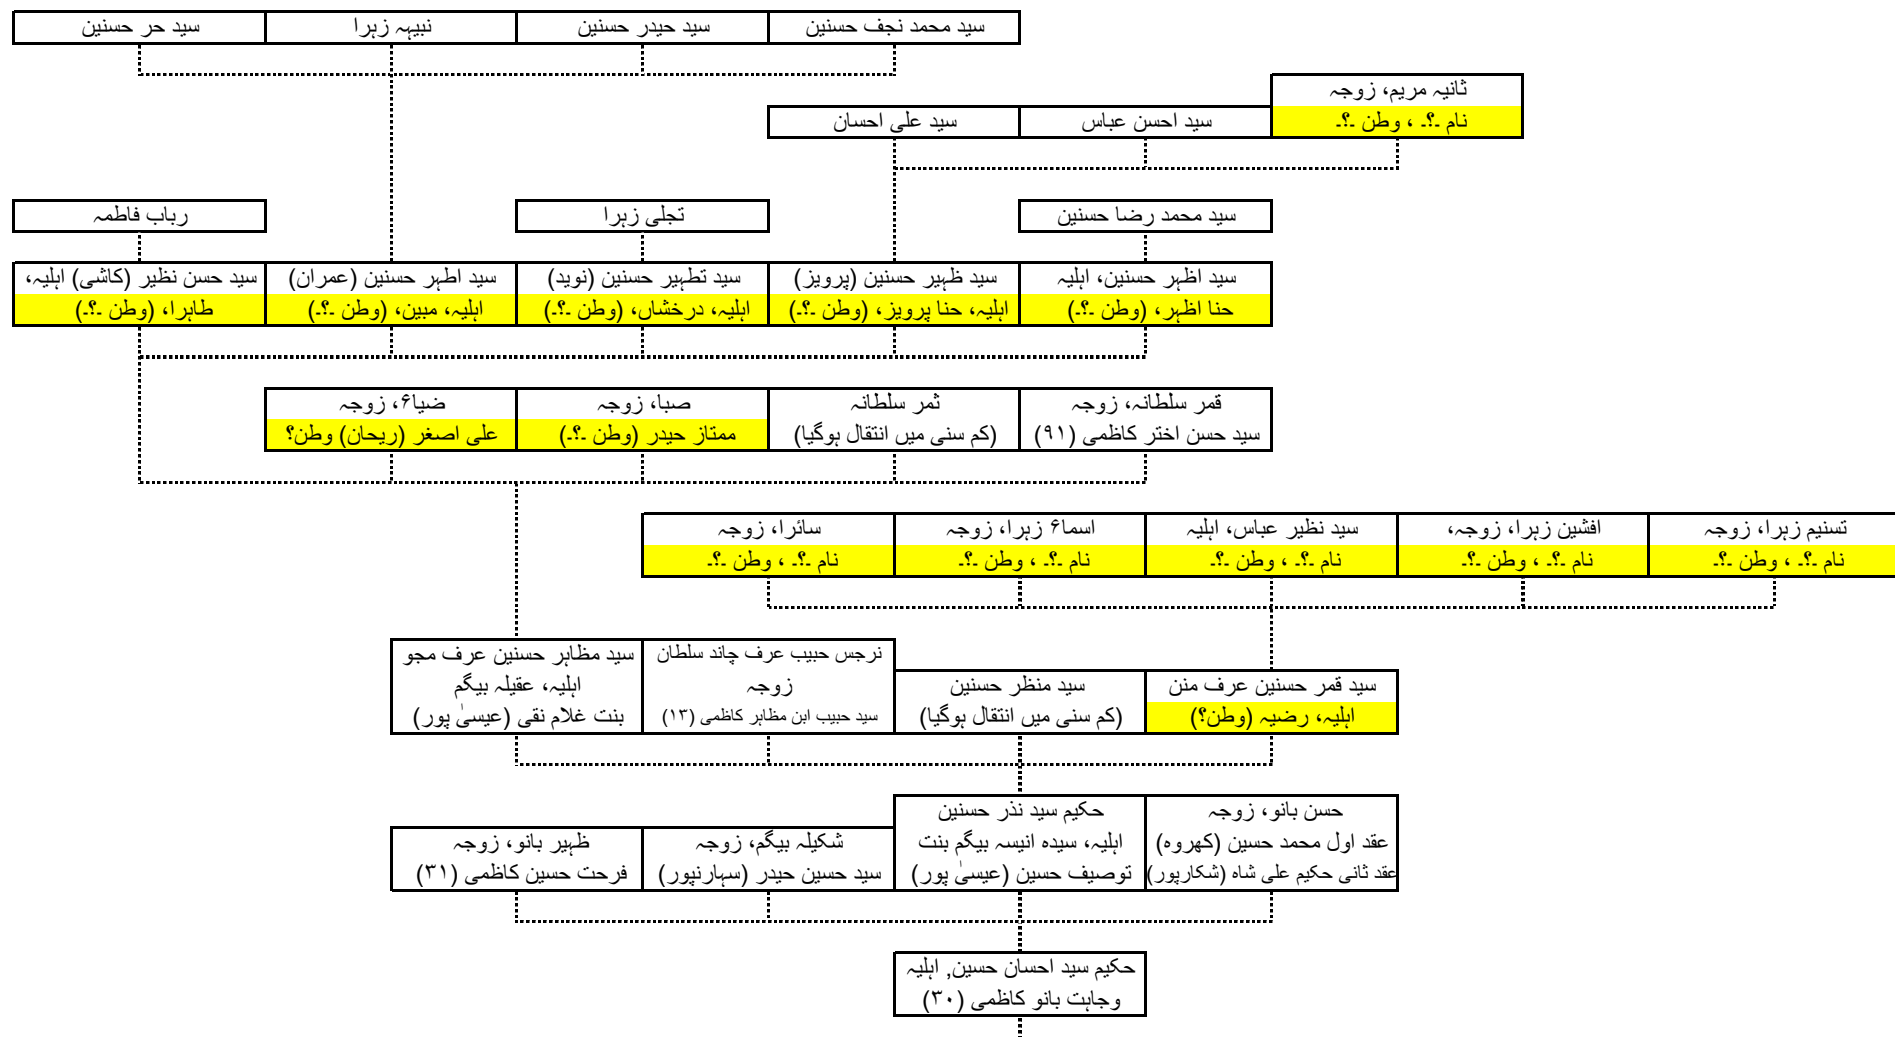 سید محمد نجف حسنین
سید حیدر حسنین
نبیہہ زہرا
سید حر حسنین
ثانیہ مریم، زوجہ
نام ـ؟ـ ، وطن ـ؟ـ
سید احسن عباس
سید علی احسان
سید محمد رضا حسنین
تجلی زہرا
رباب فاطمہ
سید اظہر حسنین، اہلیہ
حنا اظہر، (وطن ـ؟ـ)
سید ظہیر حسنین (پرویز)
اہلیہ، حنا پرویز، (وطن ـ؟ـ)
سید تطہیر حسنین (نوید)
اہلیہ، درخشاں، (وطن ـ؟ـ)
سید اطہر حسنین (عمران)
اہلیہ، مبین، (وطن ـ؟ـ)
سید حسن نظیر (کاشی) اہلیہ،
طاہرا، (وطن ـ؟ـ)
قمر سلطانہ، زوجہ
سید حسن اختر کاظمی (۹۱)
ثمر سلطانہ
(کم سنی میں انتقال ہوگیا)
صبا، زوجہ
ممتاز حیدر (وطن ـ؟ـ)
ضیا۶، زوجہ
علی اصغر (ریحان) وطن؟
تسنیم زہرا، زوجہ
نام ـ؟ـ ، وطن ـ؟ـ
افشین زہرا، زوجہ،
نام ـ؟ـ ، وطن ـ؟ـ
سید نظیر عباس، اہلیہ
نام ـ؟ـ ، وطن ـ؟ـ
اسما۶ زہرا، زوجہ
نام ـ؟ـ ، وطن ـ؟ـ
سائرا، زوجہ
نام ـ؟ـ ، وطن ـ؟ـ
سید قمر حسنین عرف منن
اہلیہ، رضیہ (وطن؟)
سید منظر حسنین
(کم سنی میں انتقال ہوگیا)
نرجس حبیب عرف چاند سلطان
زوجہ
سید حبیب ابن مظاہر کاظمی (۱۳)
سید مظاہر حسنین عرف مجو
اہلیہ، عقیلہ بیگم
بنت غلام نقی (عیسیٰ پور)
حسن بانو، زوجہ
عقد اول محمد حسین (کھروہ)
عقد ثانی حکیم علی شاہ (شکارپور)
حکیم سید نذر حسنین
اہلیہ، سیدہ انیسہ بیگم بنت
توصیف حسین (عیسیٰ پور)
شکیلہ بیگم، زوجہ
سید حسین حیدر (سہارنپور)
ظہیر بانو، زوجہ
فرحت حسین کاظمی (۳۱)
حکیم سید احسان حسین, اہلیہ
وجاہت بانو کاظمی (۳۰)